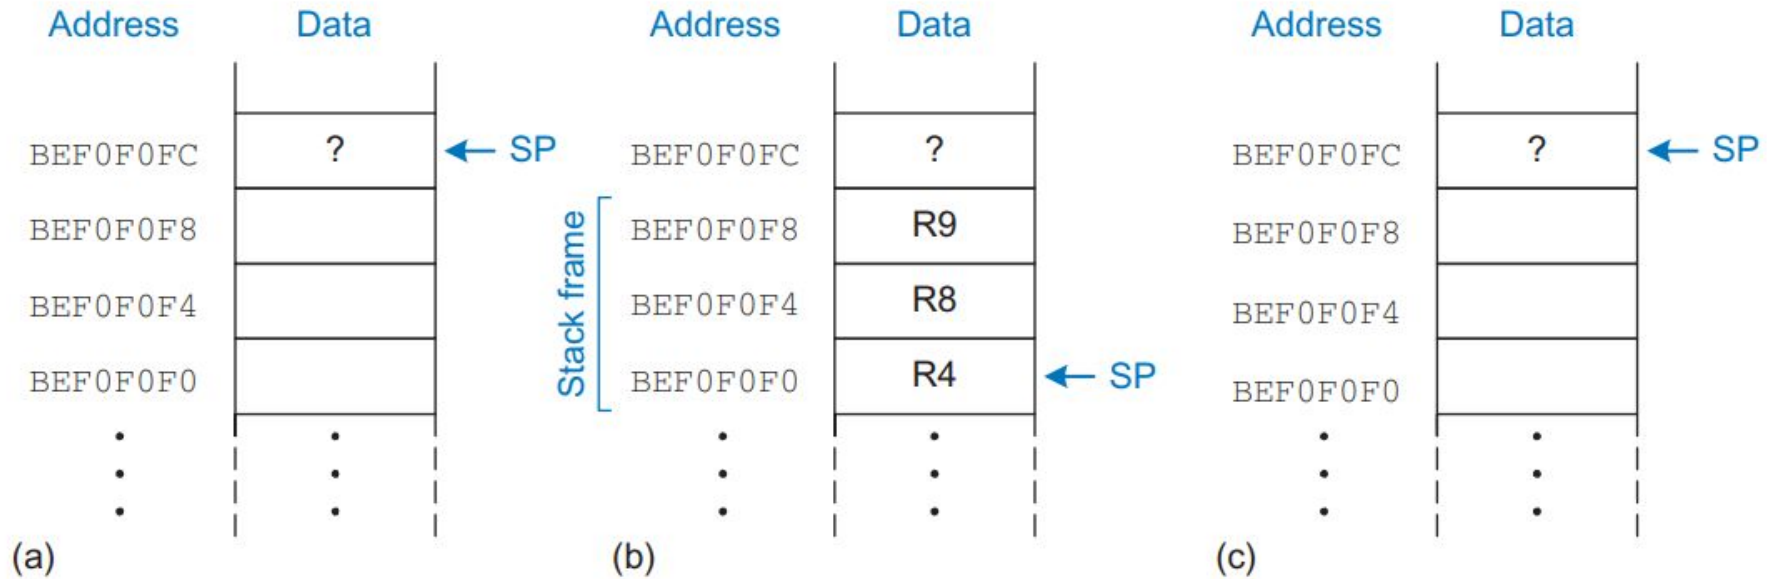 Address Data Address Data Address Data
BEF0F0FC ? SP BEF0F0FC ? BEF0F0FC ? SP
BEF0F0F8 BEF0F0F8 R9 BEF0F0F8
Stack frame
BEF0F0F4 BEF0F0F4 R8 BEF0F0F4
BEF0F0F0 BEF0F0F0 R4 SP BEF0F0F0
(a) (b) (c)